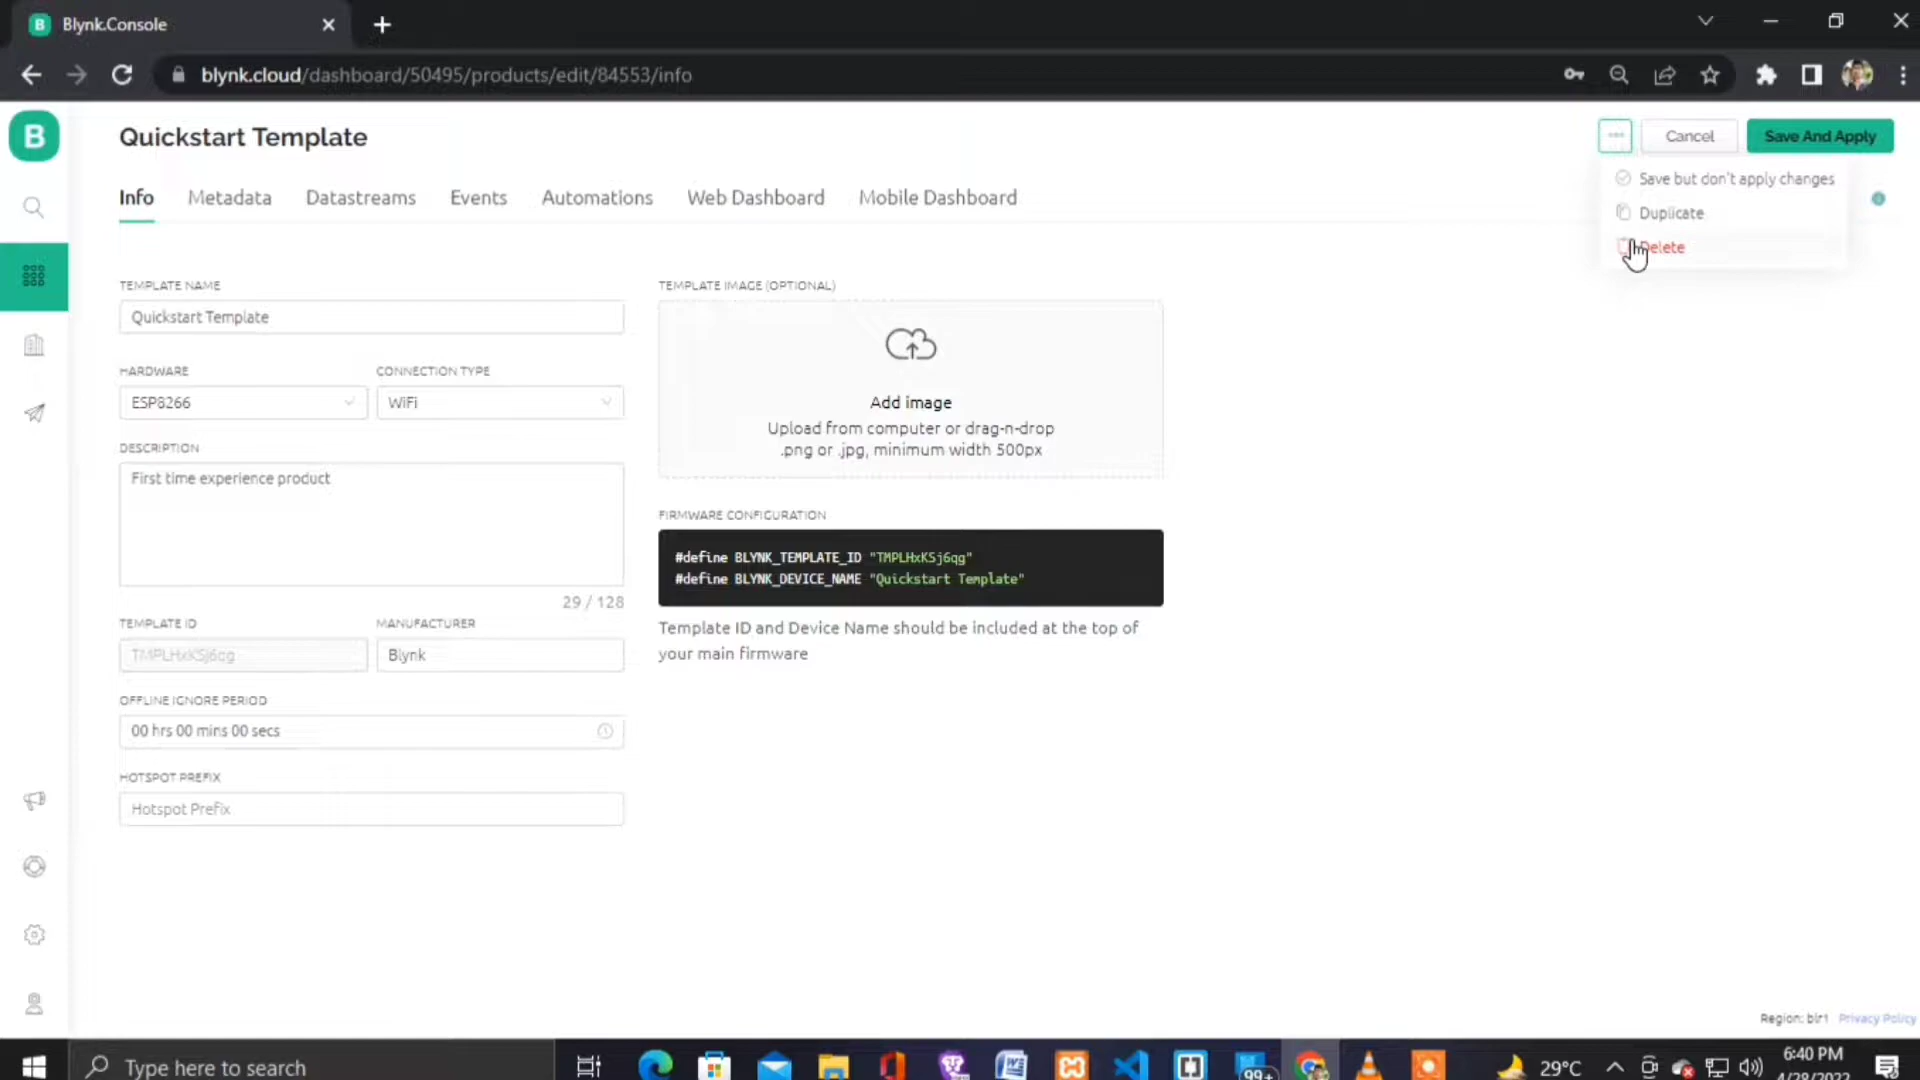 B Blynk.Console
blynk.cloud/dashboard/50495/products/edit/84553/info
B
Quickstart Template
Cancel
Save And Apply
Save but don't apply changes
Duplicate
Delete
Info Metadata Datastreams Events Automations Web Dashboard Mobile Dashboard
TEMPLATE NAME
Quickstart Template
HARDWARE
ESP8266
CONNECTION TYPE
WiFi
DESCRIPTION
First time experience product
29 / 128
TEMPLATE ID
TMPLHxKSj6qg
MANUFACTURER
Blynk
OFFLINE IGNORE PERIOD
00 hrs 00 mins 00 secs
HOTSPOT PREFIX
Hotspot Prefix
TEMPLATE IMAGE (OPTIONAL)
Add image
Upload from computer or drag-n-drop
.png or .jpg, minimum width 500px
FIRMWARE CONFIGURATION
#define BLYNK_TEMPLATE_ID "TMPLHxKSj6qg"
#define BLYNK_DEVICE_NAME "Quickstart Template"
Template ID and Device Name should be included at the top of
your main firmware
Region: blr1 Privacy Policy
Type here to search
99+
29°C
6:40 PM
4/28/2022